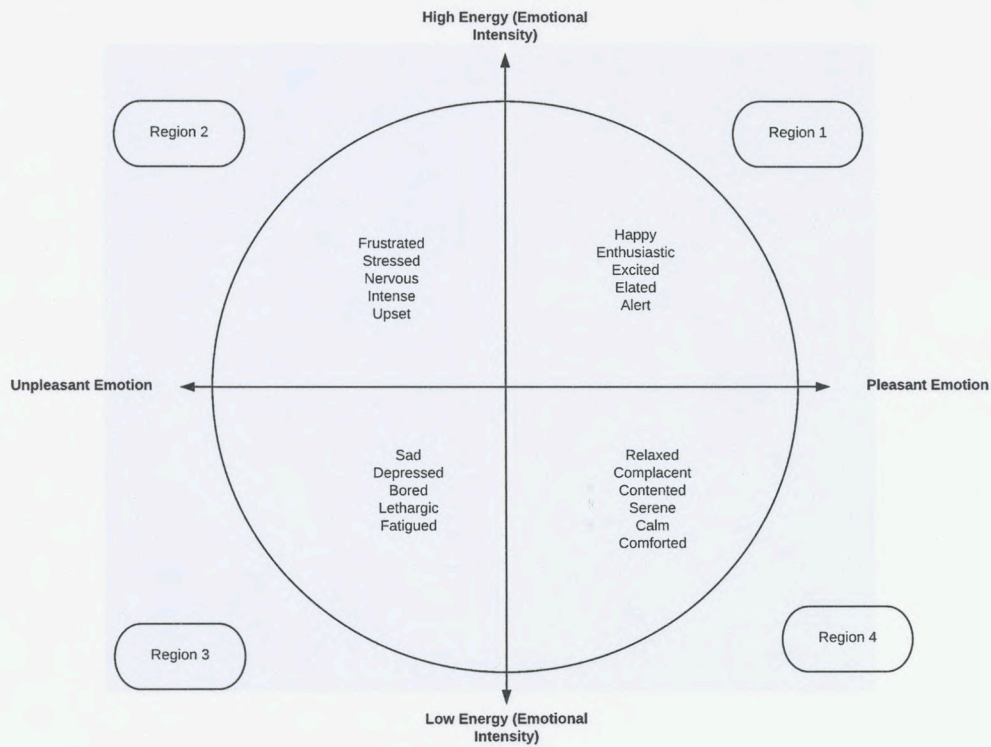 High Energy (Emotional
Intensity)
Region 2
Region 1
Frustrated
Stressed
Nervous
Intense
Upset
Happy
Enthusiastic
Excited
Elated
Alert
Unpleasant Emotion
Pleasant Emotion
Sad
Depressed
Bored
Lethargic
Fatigued
Relaxed
Complacent
Contented
Serene
Calm
Comforted
Region 3
Region 4
Low Energy (Emotional
Intensity)